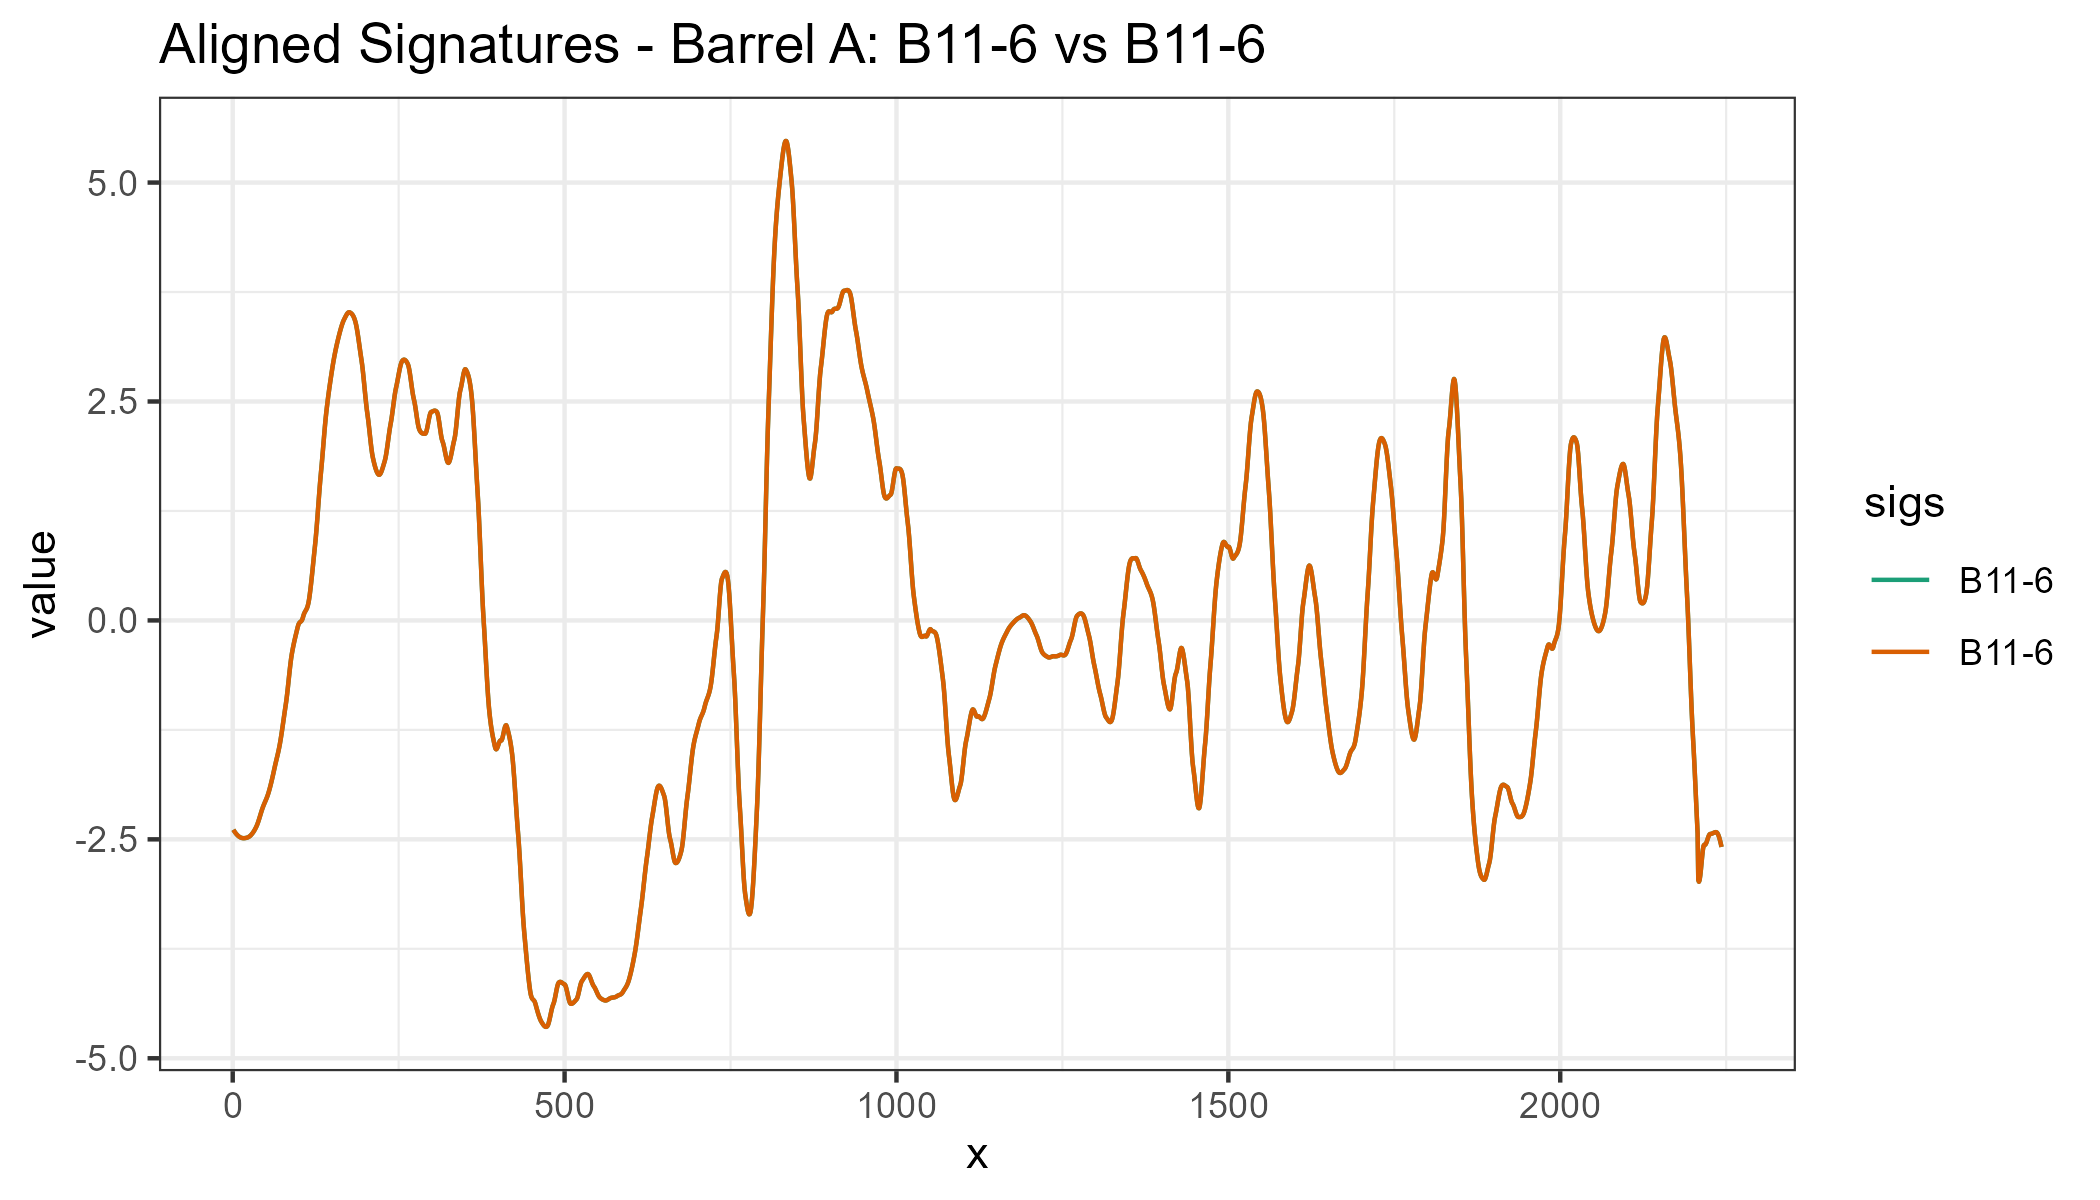 Aligned Signatures - Barrel A: B11-6 vs B11-6
5.0
2.5
0.0
-2.5
-5.0
value
0 500 1000 1500 2000
x
sigs
B11-6
B11-6